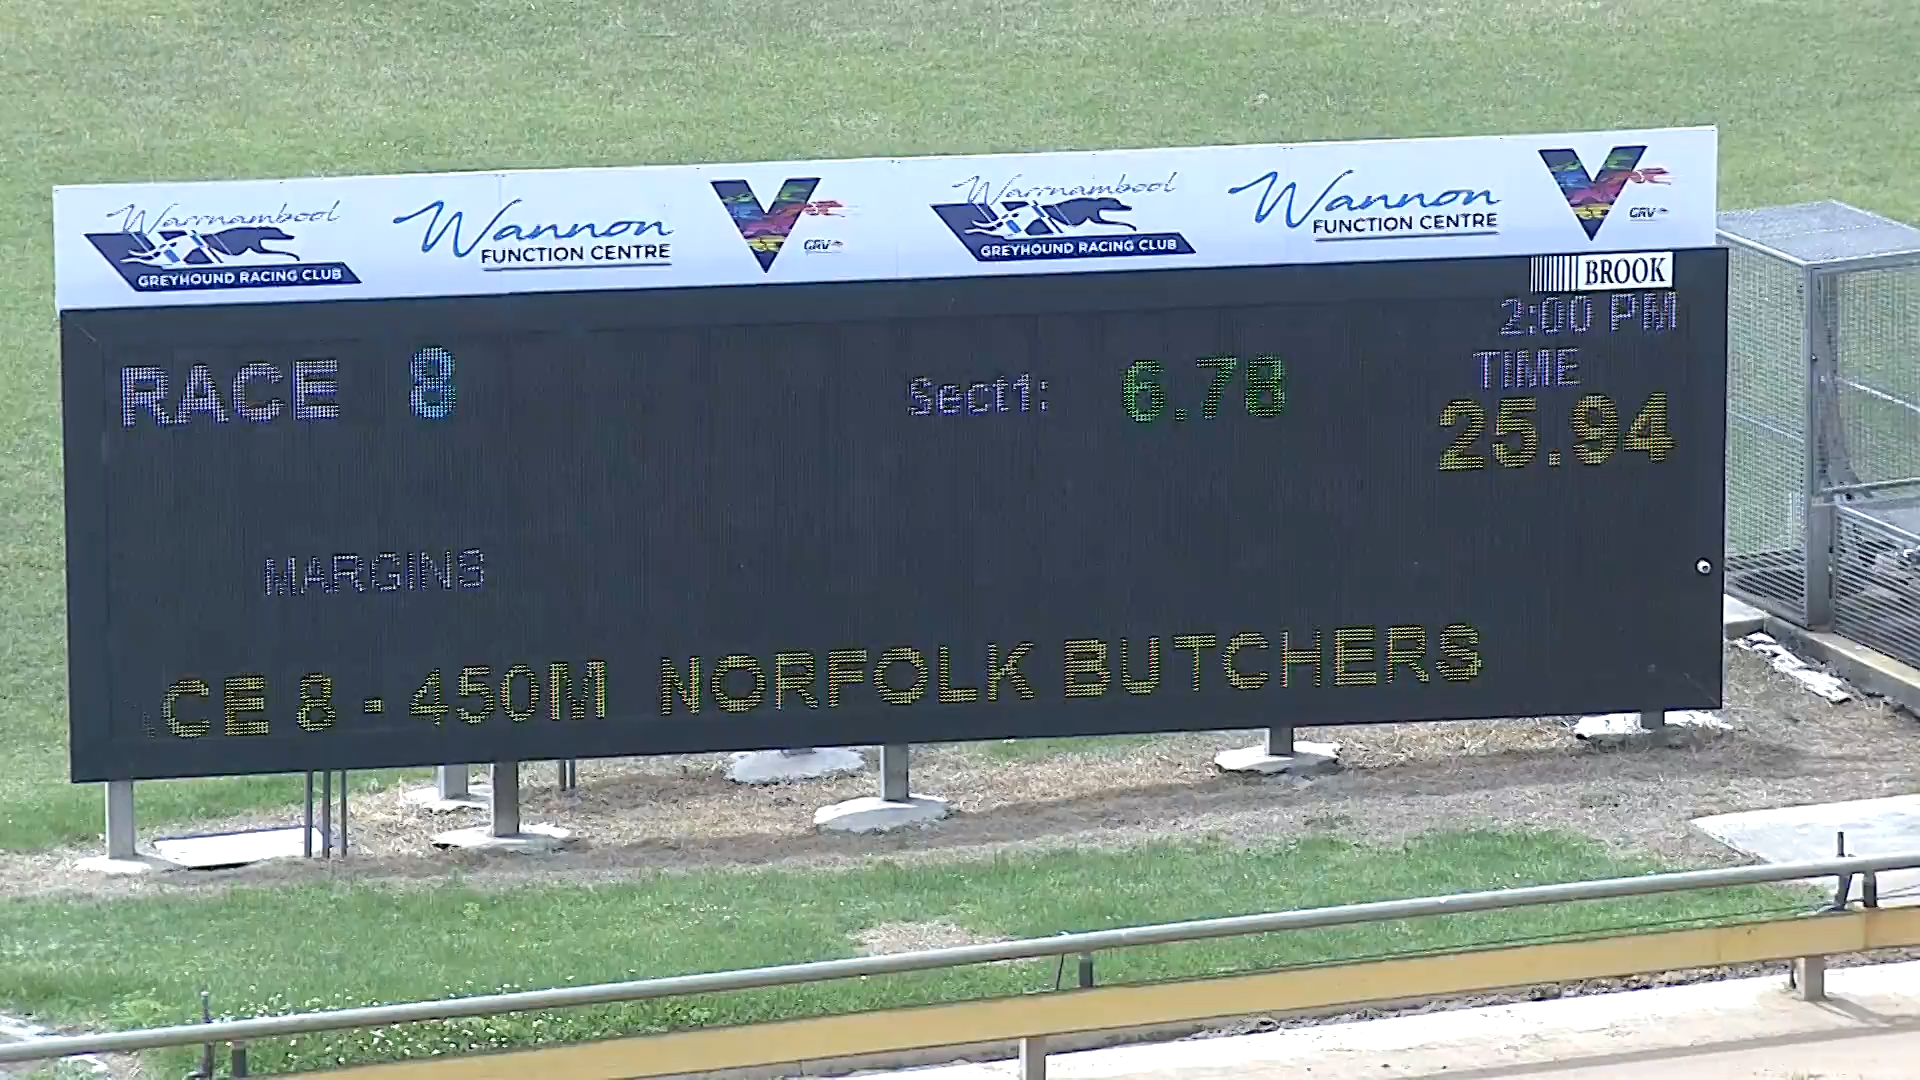 Warrnambool
GREYHOUND RACING CLUB
Wannon
FUNCTION CENTRE
GRV
Warrnambool
GREYHOUND RACING CLUB
Wannon
FUNCTION CENTRE
GRV
BROOK
2:00 PM
RACE 8
Sect1: 6.78
TIME
25.94
MARGINS
CE 8 - 450M NORFOLK BUTCHERS